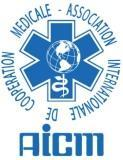 COOPERATION MEDICALE - ASSOCIATION INTERNATIONALE DE
AICM